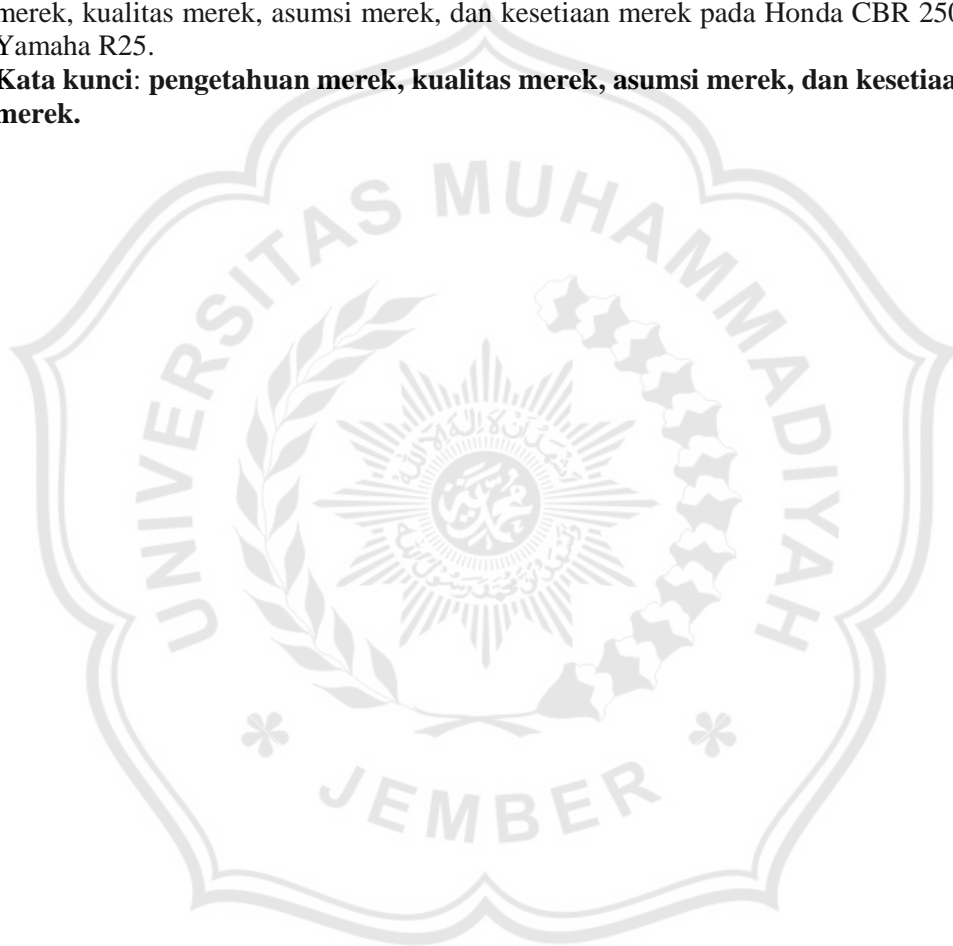 merek, kualitas merek, asumsi merek, dan kesetiaan merek pada Honda CBR 250
Yamaha R25.
Kata kunci: pengetahuan merek, kualitas merek, asumsi merek, dan kesetiaa
merek.
UNIVERSITAS MUHAMMADIYAH
JEMBER